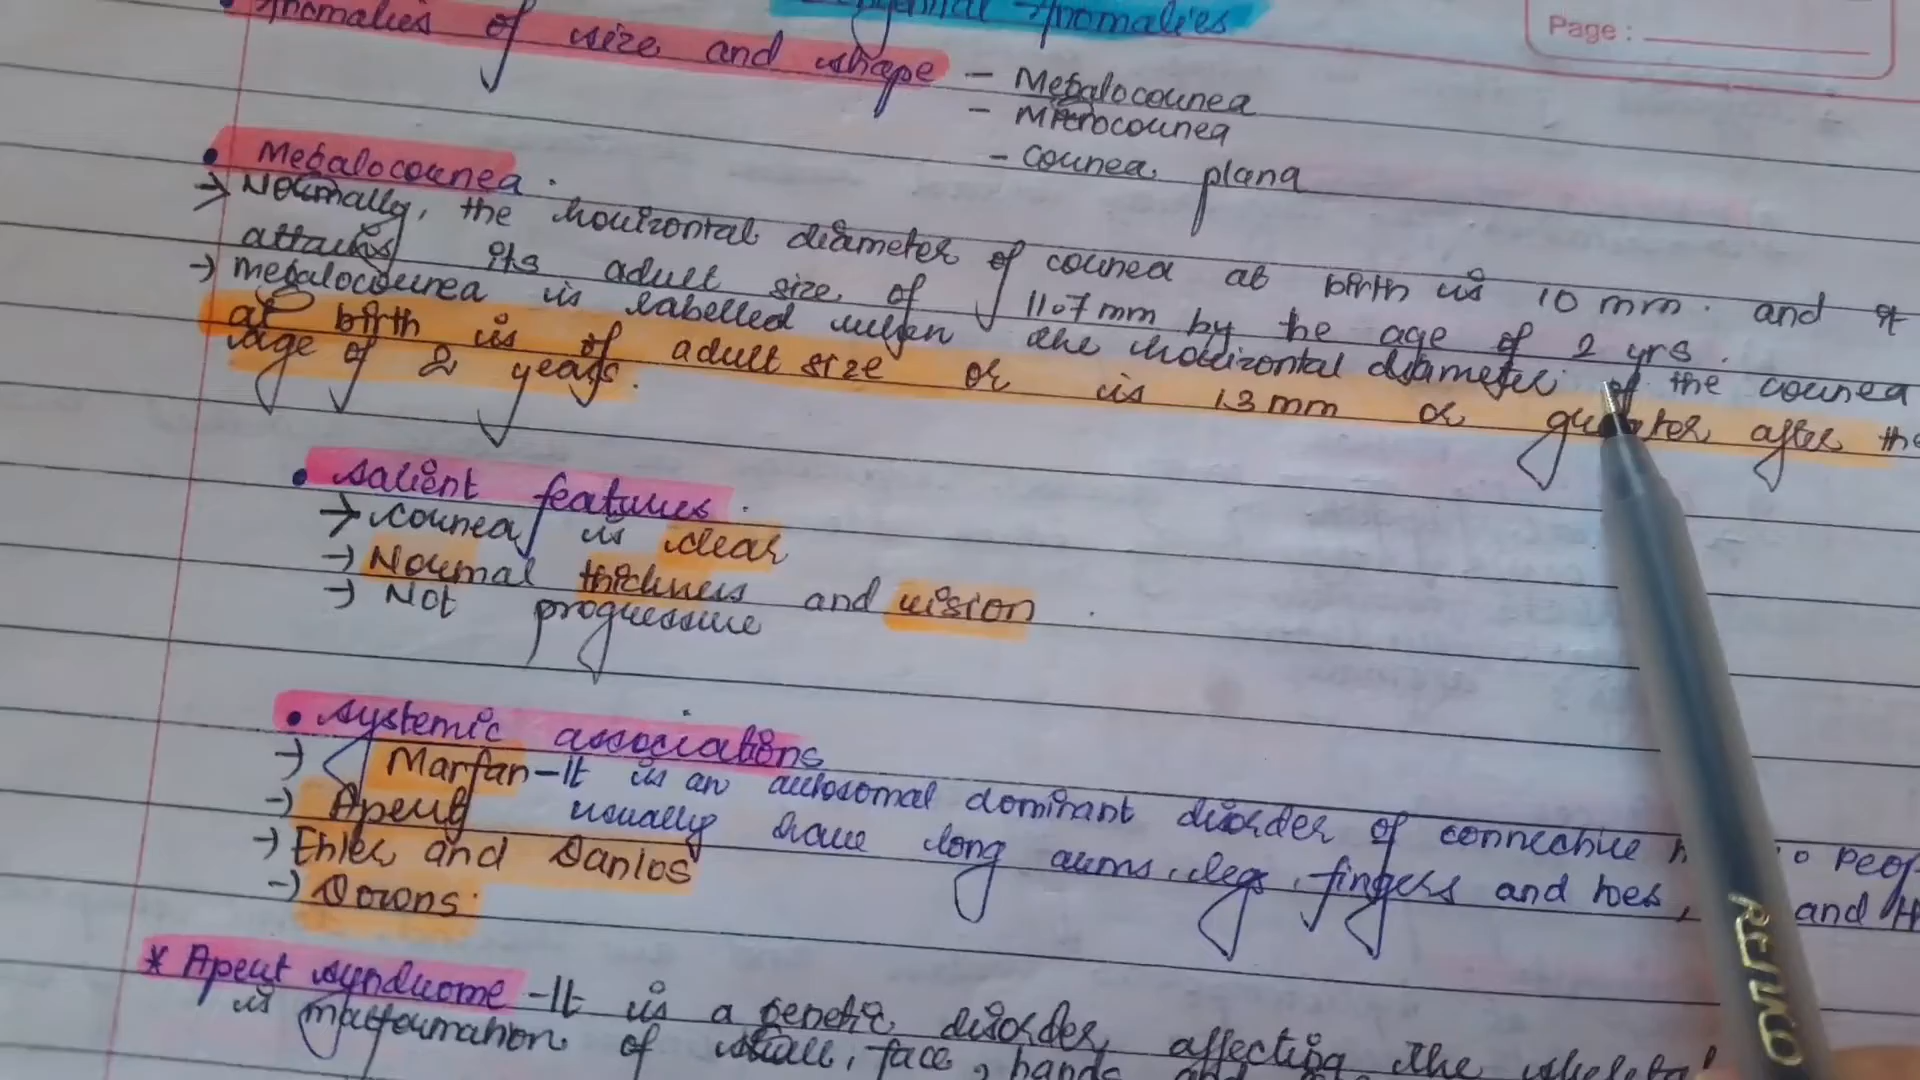 Anomalies
Page :
Anomalies of size and shape - Megalocornea
- Microcornea
- Cornea plana
• Megalocornea.
→ Normally, the horizontal diameter of cornea at birth is 10 mm. and it
attains its adult size of 11.7 mm by the age of 2 yrs.
→ Megalocornea is labelled when the horizontal diameter of the cornea
at birth is of adult size or is 13 mm or greater after the
age of 2 years.
• Salient features.
→ Cornea is clear
→ Normal thickness and vision.
→ Not progressive
• Systemic associations
→ Marfan - It is an autosomal dominant disorder of connective
→ Apert usually have long arms, legs, fingers and toes, and
→ Ehler and Danlos
→ Downs.
* Apert syndrome - It is a genetic disorder, affecting the
is malformation of skull, face, hands
REILCO